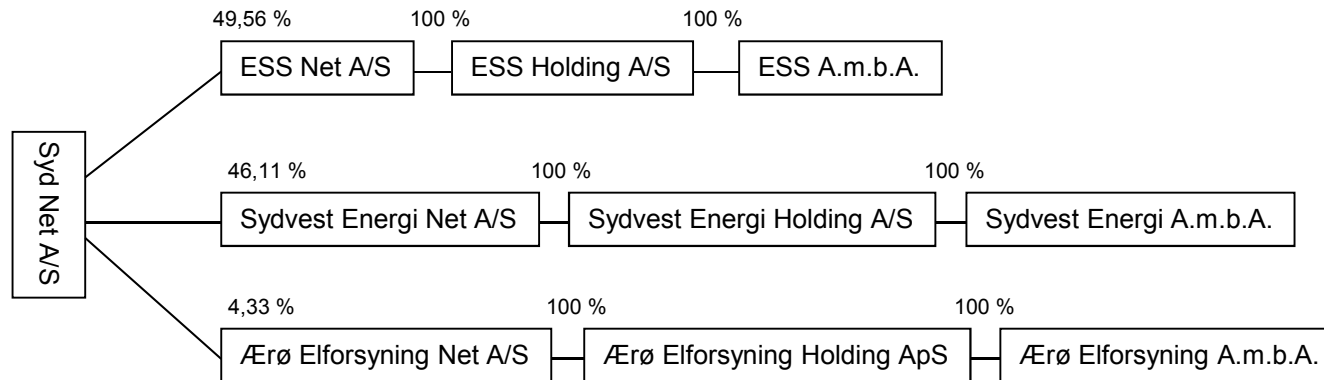 49,56 %
100 %
100 %
ESS Net A/S
ESS Holding A/S
ESS A.m.b.A.
Syd Net A/S
46,11 %
100 %
100 %
Sydvest Energi Net A/S
Sydvest Energi Holding A/S
Sydvest Energi A.m.b.A.
4,33 %
100 %
100 %
Ærø Elforsyning Net A/S
Ærø Elforsyning Holding ApS
Ærø Elforsyning A.m.b.A.